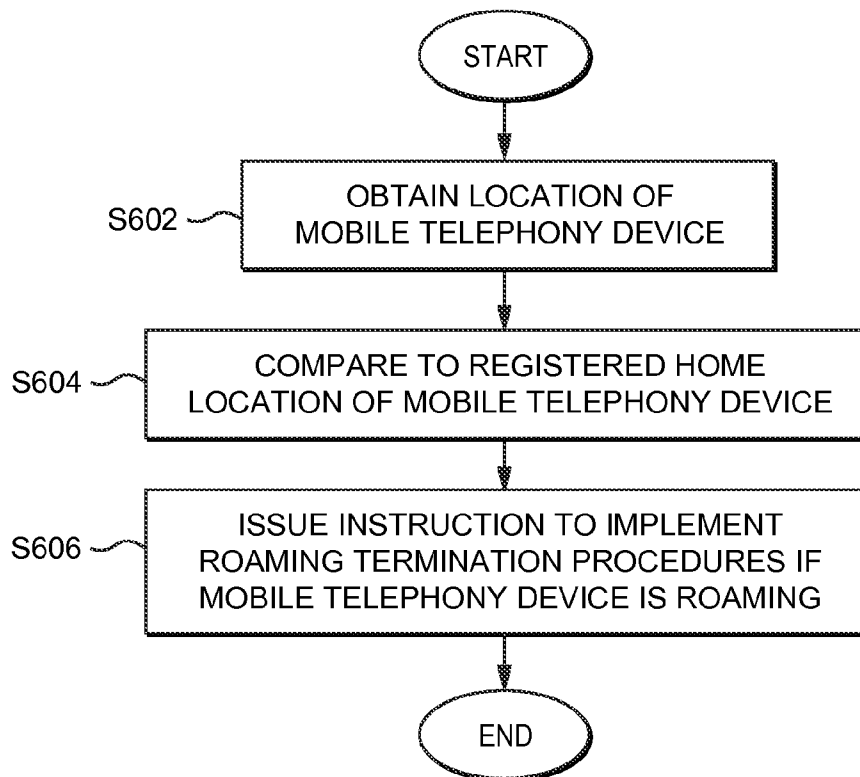 START
S602
OBTAIN LOCATION OF
MOBILE TELEPHONY DEVICE
S604
COMPARE TO REGISTERED HOME
LOCATION OF MOBILE TELEPHONY DEVICE
S606
ISSUE INSTRUCTION TO IMPLEMENT
ROAMING TERMINATION PROCEDURES IF
MOBILE TELEPHONY DEVICE IS ROAMING
END